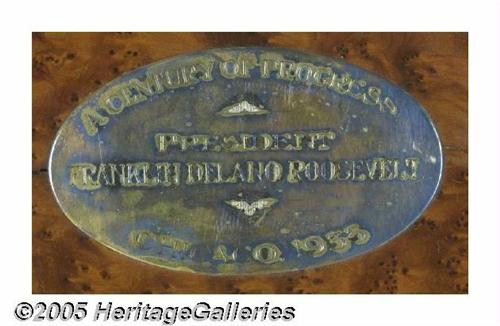 A CENTURY OF PROGRESS
PRESIDENT
FRANKLIN DELANO ROOSEVELT
CHICAGO 1933
©2005 HeritageGalleries